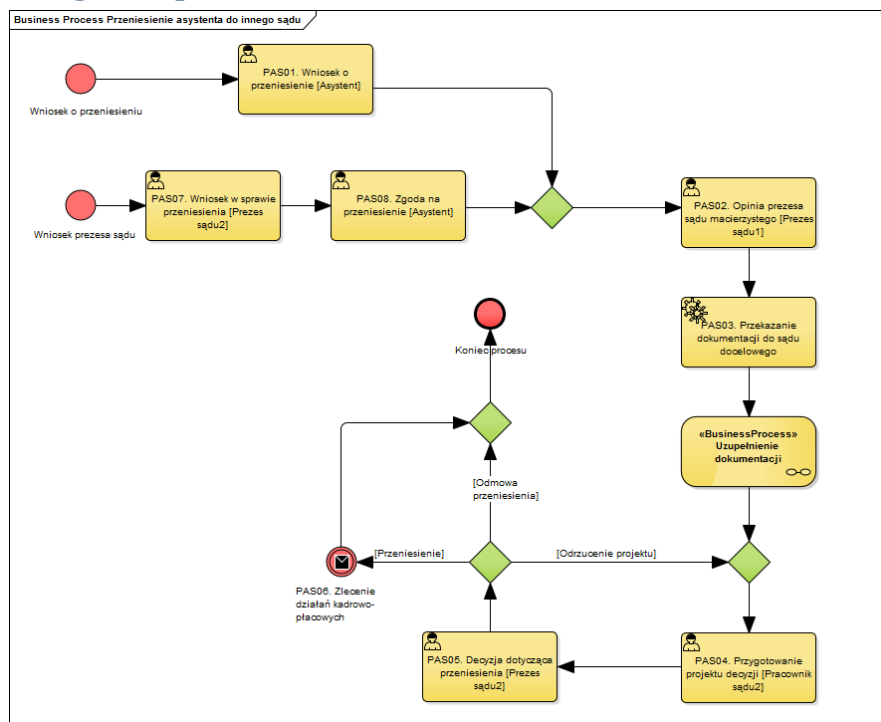 Business Process Przeniesienie asystenta do innego sądu
PAS01. Wniosek o
przeniesienie [Asystent]
Wniosek o przeniesieniu
PAS07. Wniosek w sprawie
przeniesienia [Prezes
sądu2]
PAS08. Zgoda na
przeniesienie [Asystent]
PAS02. Opinia prezesa
sądu macierzystego [Prezes
sądu1]
Wniosek prezesa sądu
PAS03. Przekazanie
dokumentacji do sądu
docelowego
Koniec procesu
«BusinessProcess»
Uzupełnienie
dokumentacji
[Odmowa
przeniesienia]
[Przeniesienie]
[Odrzucenie projektu]
PAS06. Zlecenie
działań kadrowo-
płacowych
PAS05. Decyzja dotycząca
przeniesienia [Prezes
sądu2]
PAS04. Przygotowanie
projektu decyzji [Pracownik
sądu2]